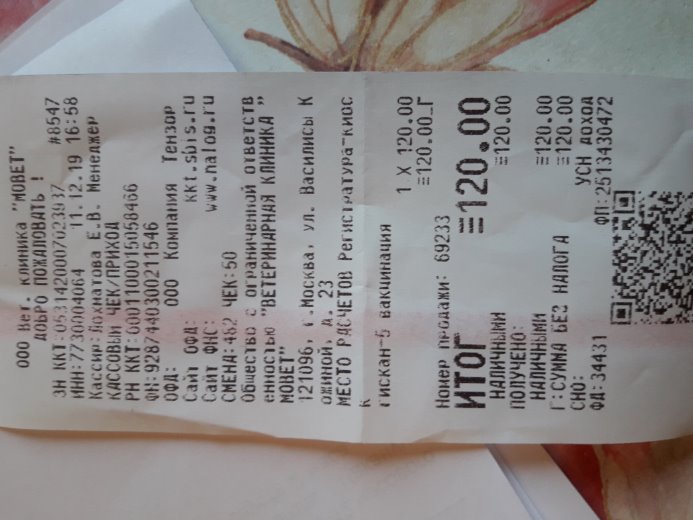 ООО Вет. клиника "МОВЕТ"
ДОБРО ПОЖАЛОВАТЬ !
ЗН ККТ: #8547
ИНН:7730004064 11.12.19 16:58
Кассир:Лохматова Е.В. Менеджер
КАССОВЫЙ ЧЕК/ПРИХОД
РН ККТ:0001100015058466
ФН:9287440300211546
ОФД: ООО Компания Тензор
Сайт ОФД: kkt.sbis.ru
Сайт ФНС: www.nalog.ru
СМЕНА:462 ЧЕК:50
Общество с ограниченной ответств
енностью "ВЕТЕРИНАРНАЯ КЛИНИКА "
МОВЕТ"
121096, г.Москва, ул. Василисы К
ожиной, д. 23
МЕСТО РАСЧЕТОВ Регистратура-киос
к
Гискан-5 вакцинация
1 X 120.00
≡120.00_Г
Номер продажи: 69233
ИТОГ ≡120.00
НАЛИЧНЫМИ ≡120.00
ПОЛУЧЕНО:
НАЛИЧНЫМИ ≡120.00
Г:СУММА БЕЗ НАЛОГА ≡120.00
СНО: УСН ДОХОД
ФД:34431 ФП:2513430472